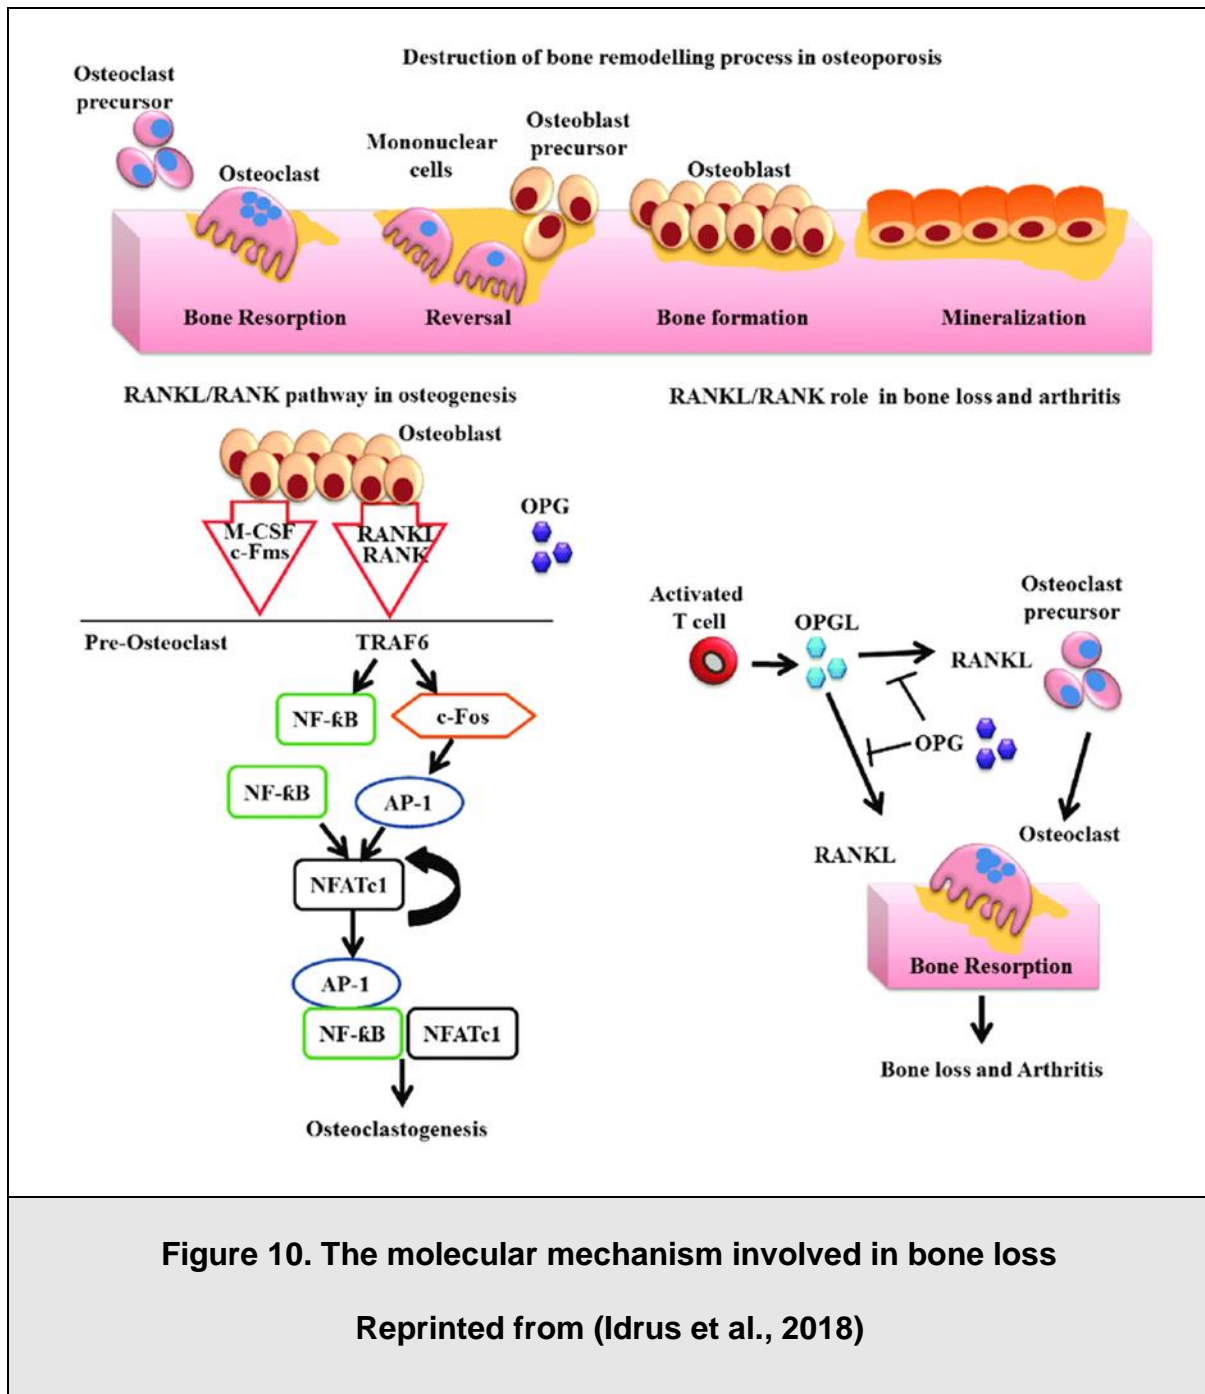 Destruction of bone remodelling process in osteoporosis
Osteoclast
precursor
Osteoclast
Mononuclear
cells
Osteoblast
precursor
Osteoblast
Bone Resorption
Reversal
Bone formation
Mineralization
RANKL/RANK pathway in osteogenesis
Osteoblast
M-CSF
c-Fms
RANKL
RANK
OPG
Pre-Osteoclast
TRAF6
NF-ƙB
c-Fos
NF-ƙB
AP-1
NFATc1
AP-1
NF-ƙB
NFATc1
Osteoclastogenesis
RANKL/RANK role in bone loss and arthritis
Activated
T cell
OPGL
RANKL
Osteoclast
precursor
OPG
RANKL
Osteoclast
Bone Resorption
Bone loss and Arthritis
Figure 10. The molecular mechanism involved in bone loss
Reprinted from (Idrus et al., 2018)